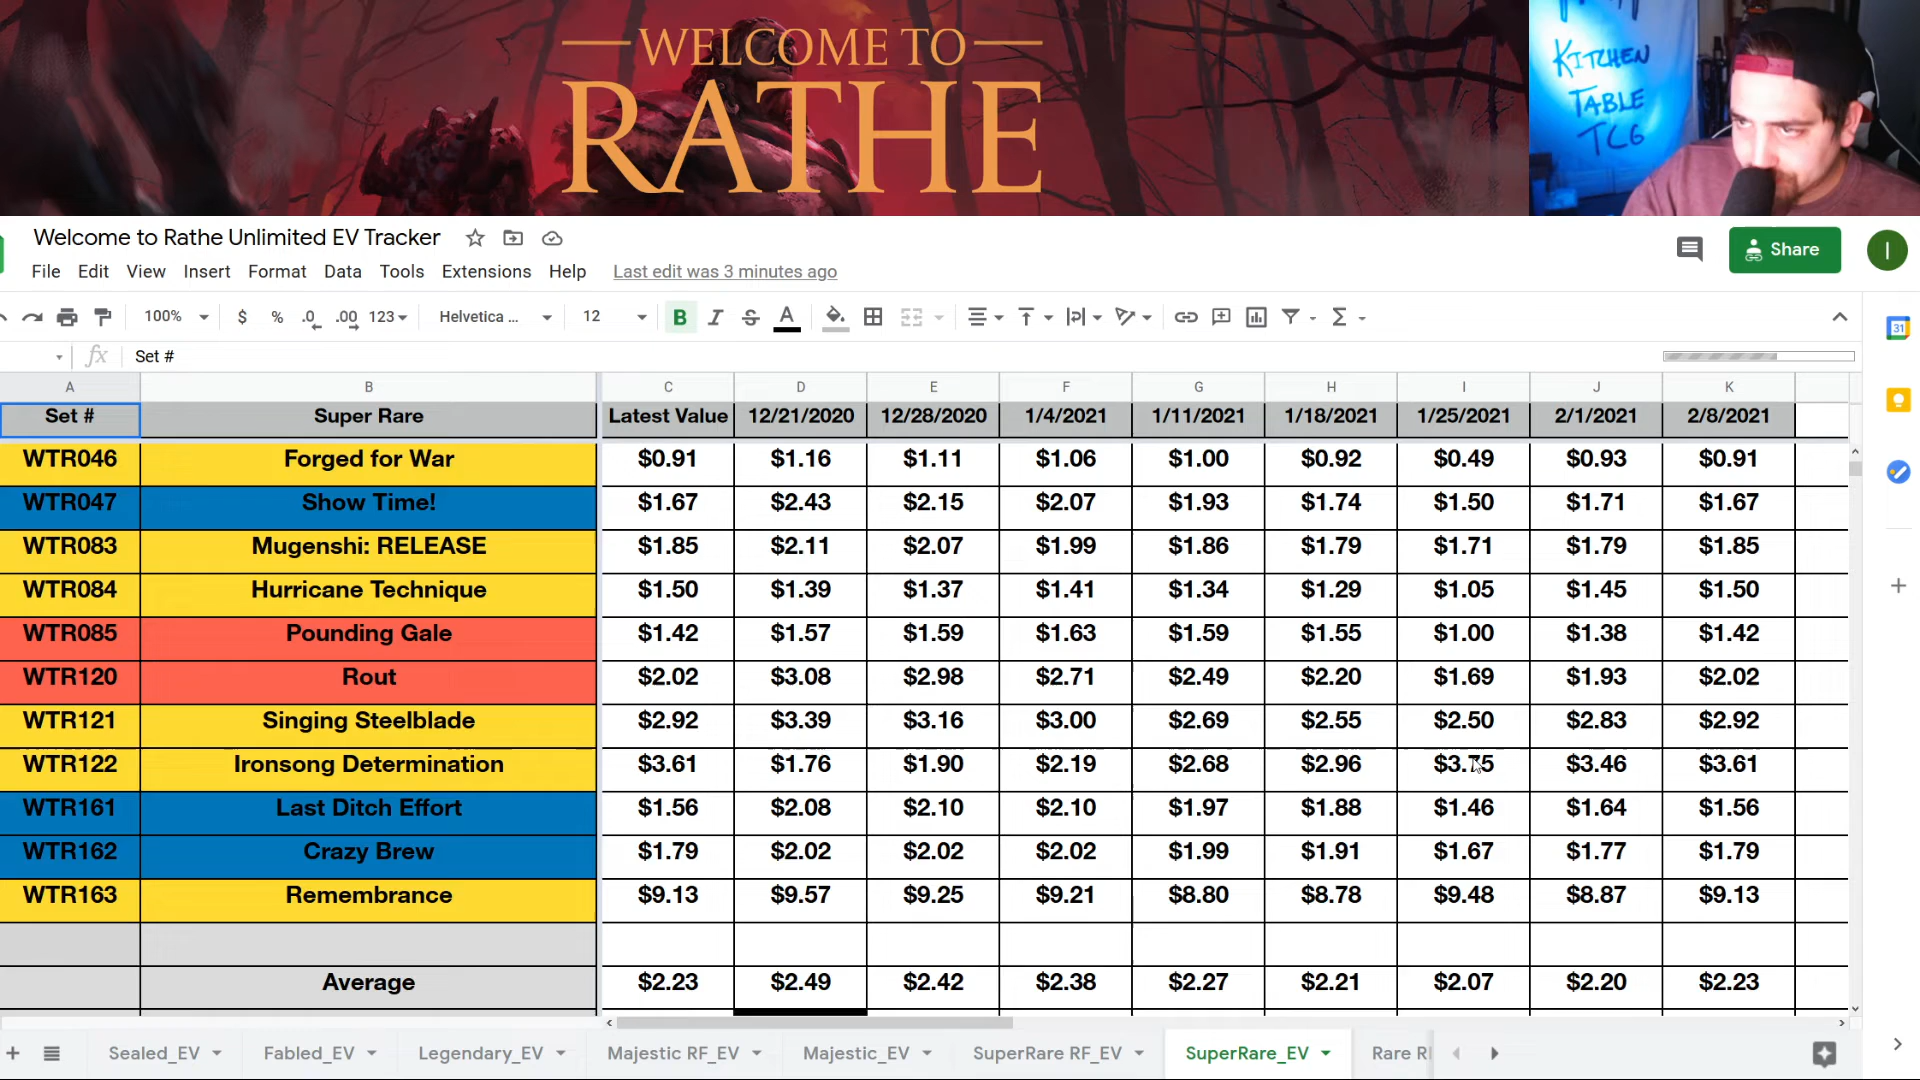 WELCOME TO
RATHE
KITCHEN
TABLE
TCG
Welcome to Rathe Unlimited EV Tracker
File Edit View Insert Format Data Tools Extensions Help Last edit was 3 minutes ago
Share
I
100% $ % .0 .00 123 Helvetica ... 12 B I S A
fx Set #
31
A B C D E F G H I J K
Set # Super Rare Latest Value 12/21/2020 12/28/2020 1/4/2021 1/11/2021 1/18/2021 1/25/2021 2/1/2021 2/8/2021
WTR046 Forged for War $0.91 $1.16 $1.11 $1.06 $1.00 $0.92 $0.49 $0.93 $0.91
WTR047 Show Time! $1.67 $2.43 $2.15 $2.07 $1.93 $1.74 $1.50 $1.71 $1.67
WTR083 Mugenshi: RELEASE $1.85 $2.11 $2.07 $1.99 $1.86 $1.79 $1.71 $1.79 $1.85
WTR084 Hurricane Technique $1.50 $1.39 $1.37 $1.41 $1.34 $1.29 $1.05 $1.45 $1.50
WTR085 Pounding Gale $1.42 $1.57 $1.59 $1.63 $1.59 $1.55 $1.00 $1.38 $1.42
WTR120 Rout $2.02 $3.08 $2.98 $2.71 $2.49 $2.20 $1.69 $1.93 $2.02
WTR121 Singing Steelblade $2.92 $3.39 $3.16 $3.00 $2.69 $2.55 $2.50 $2.83 $2.92
WTR122 Ironsong Determination $3.61 $1.76 $1.90 $2.19 $2.68 $2.96 $3.75 $3.46 $3.61
WTR161 Last Ditch Effort $1.56 $2.08 $2.10 $2.10 $1.97 $1.88 $1.46 $1.64 $1.56
WTR162 Crazy Brew $1.79 $2.02 $2.02 $2.02 $1.99 $1.91 $1.67 $1.77 $1.79
WTR163 Remembrance $9.13 $9.57 $9.25 $9.21 $8.80 $8.78 $9.48 $8.87 $9.13
Average $2.23 $2.49 $2.42 $2.38 $2.27 $2.21 $2.07 $2.20 $2.23
Sealed_EV Fabled_EV Legendary_EV Majestic RF_EV Majestic_EV SuperRare RF_EV SuperRare_EV Rare